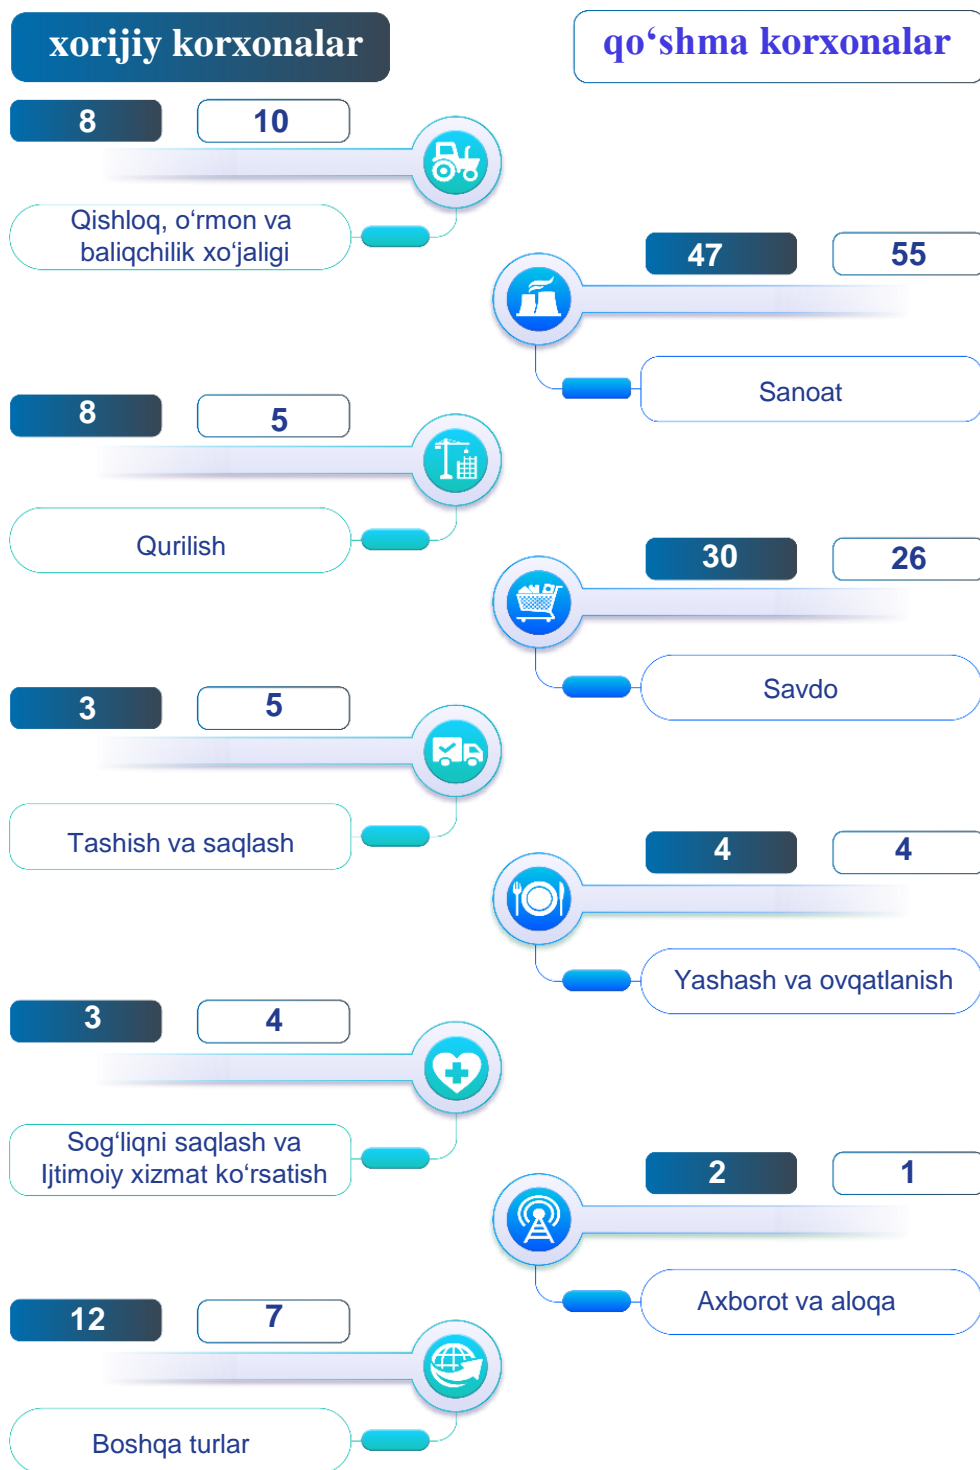 xorijiy korxonalar
qo‘shma korxonalar
8
10
Qishloq, o‘rmon va
baliqchilik xo‘jaligi
47
55
Sanoat
8
5
Qurilish
30
26
Savdo
3
5
Tashish va saqlash
4
4
Yashash va ovqatlanish
3
4
Sog‘liqni saqlash va
Ijtimoiy xizmat ko‘rsatish
2
1
Axborot va aloqa
12
7
Boshqa turlar